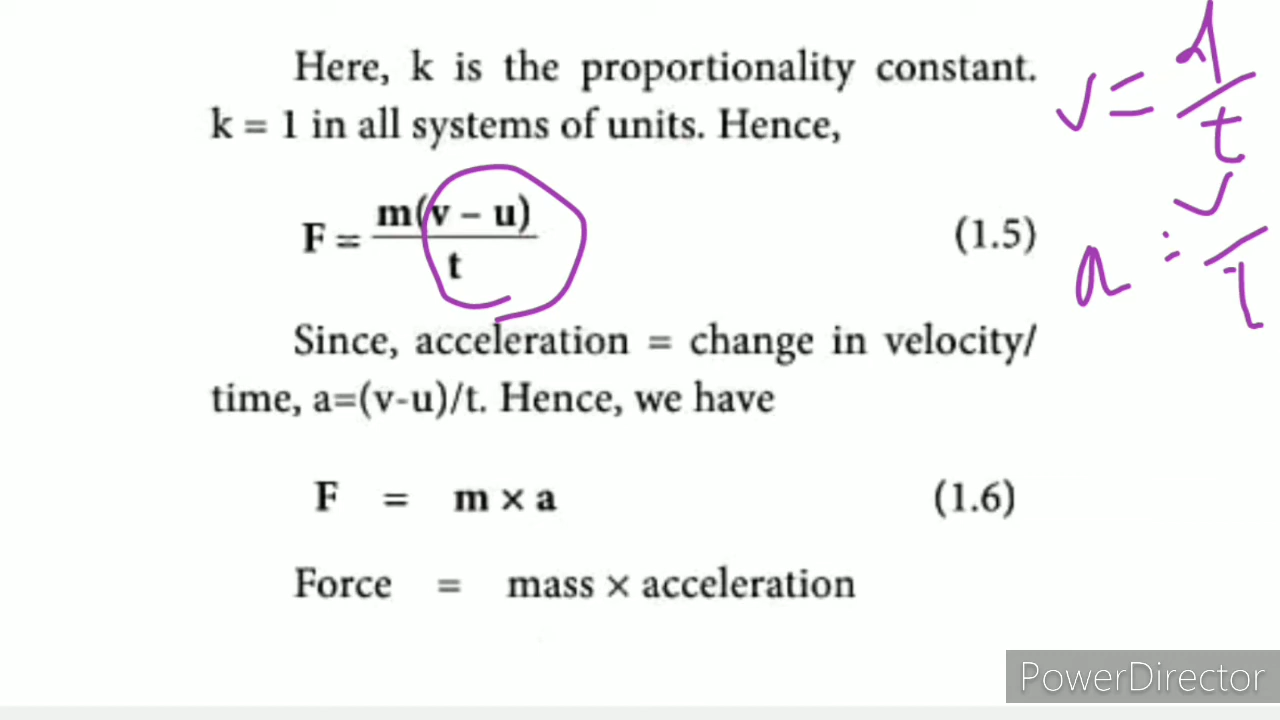 Here, k is the proportionality constant.
k = 1 in all systems of units. Hence,
F = m(v – u) / t (1.5)
Since, acceleration = change in velocity/
time, a=(v-u)/t. Hence, we have
F = m × a (1.6)
Force = mass × acceleration
v = d / t
a = v / t
PowerDirector